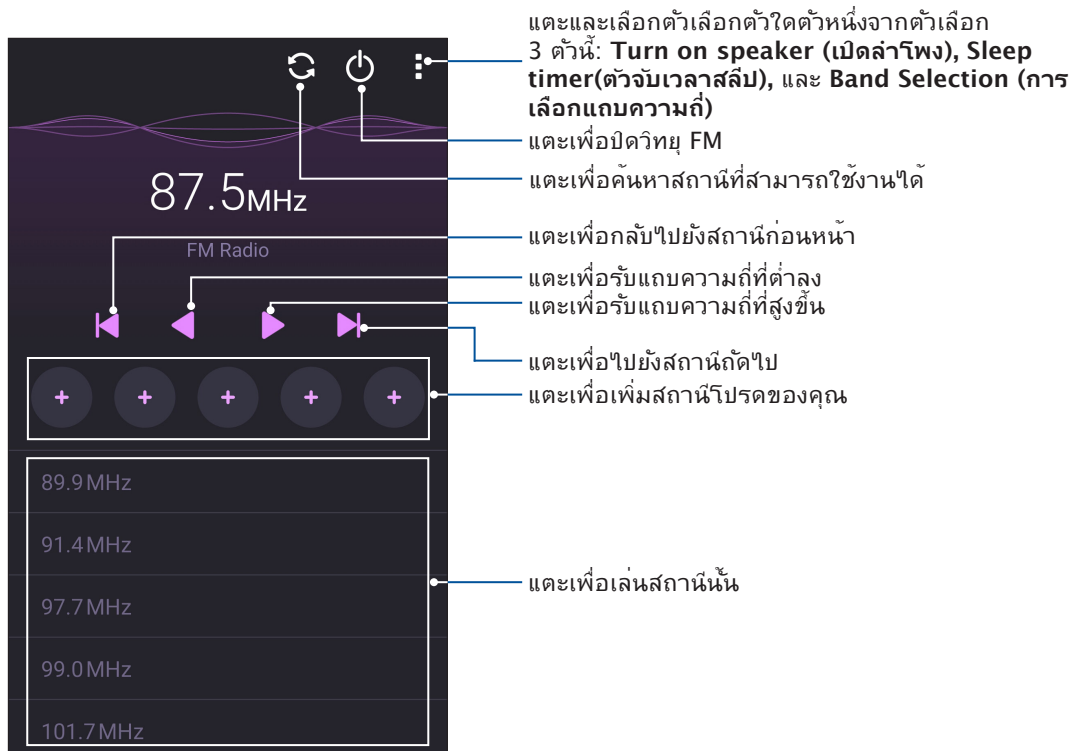 แตะและเลือกตัวเลือกตัวใดตัวหนึ่งจากตัวเลือก
3 ตัวนี้: Turn on speaker (เปิดลำโพง), Sleep
timer(ตัวจับเวลาสลีป), และ Band Selection (การ
เลือกแถบความถี่)
แตะเพื่อปิดวิทยุ FM
แตะเพื่อค้นหาสถานีที่สามารถใช้งานได้
87.5MHz
FM Radio
แตะเพื่อกลับไปยังสถานีก่อนหน้า
แตะเพื่อรับแถบความถี่ที่ต่ำลง
แตะเพื่อรับแถบความถี่ที่สูงขึ้น
แตะเพื่อไปยังสถานีถัดไป
แตะเพื่อเพิ่มสถานีโปรดของคุณ
+ + + + +
89.9MHz
91.4MHz
97.7MHz
แตะเพื่อเล่นสถานีนั้น
99.0MHz
101.7MHz